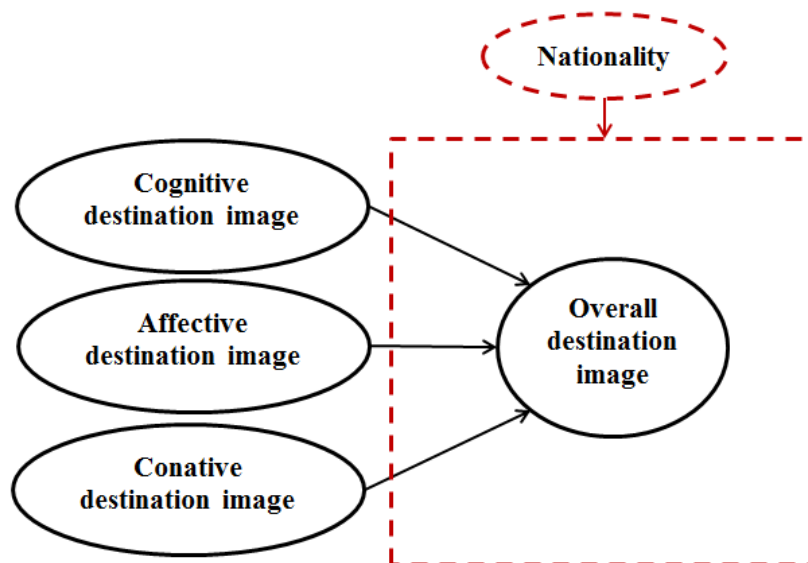 Nationality
Cognitive
destination image
Affective
destination image
Conative
destination image
Overall
destination
image